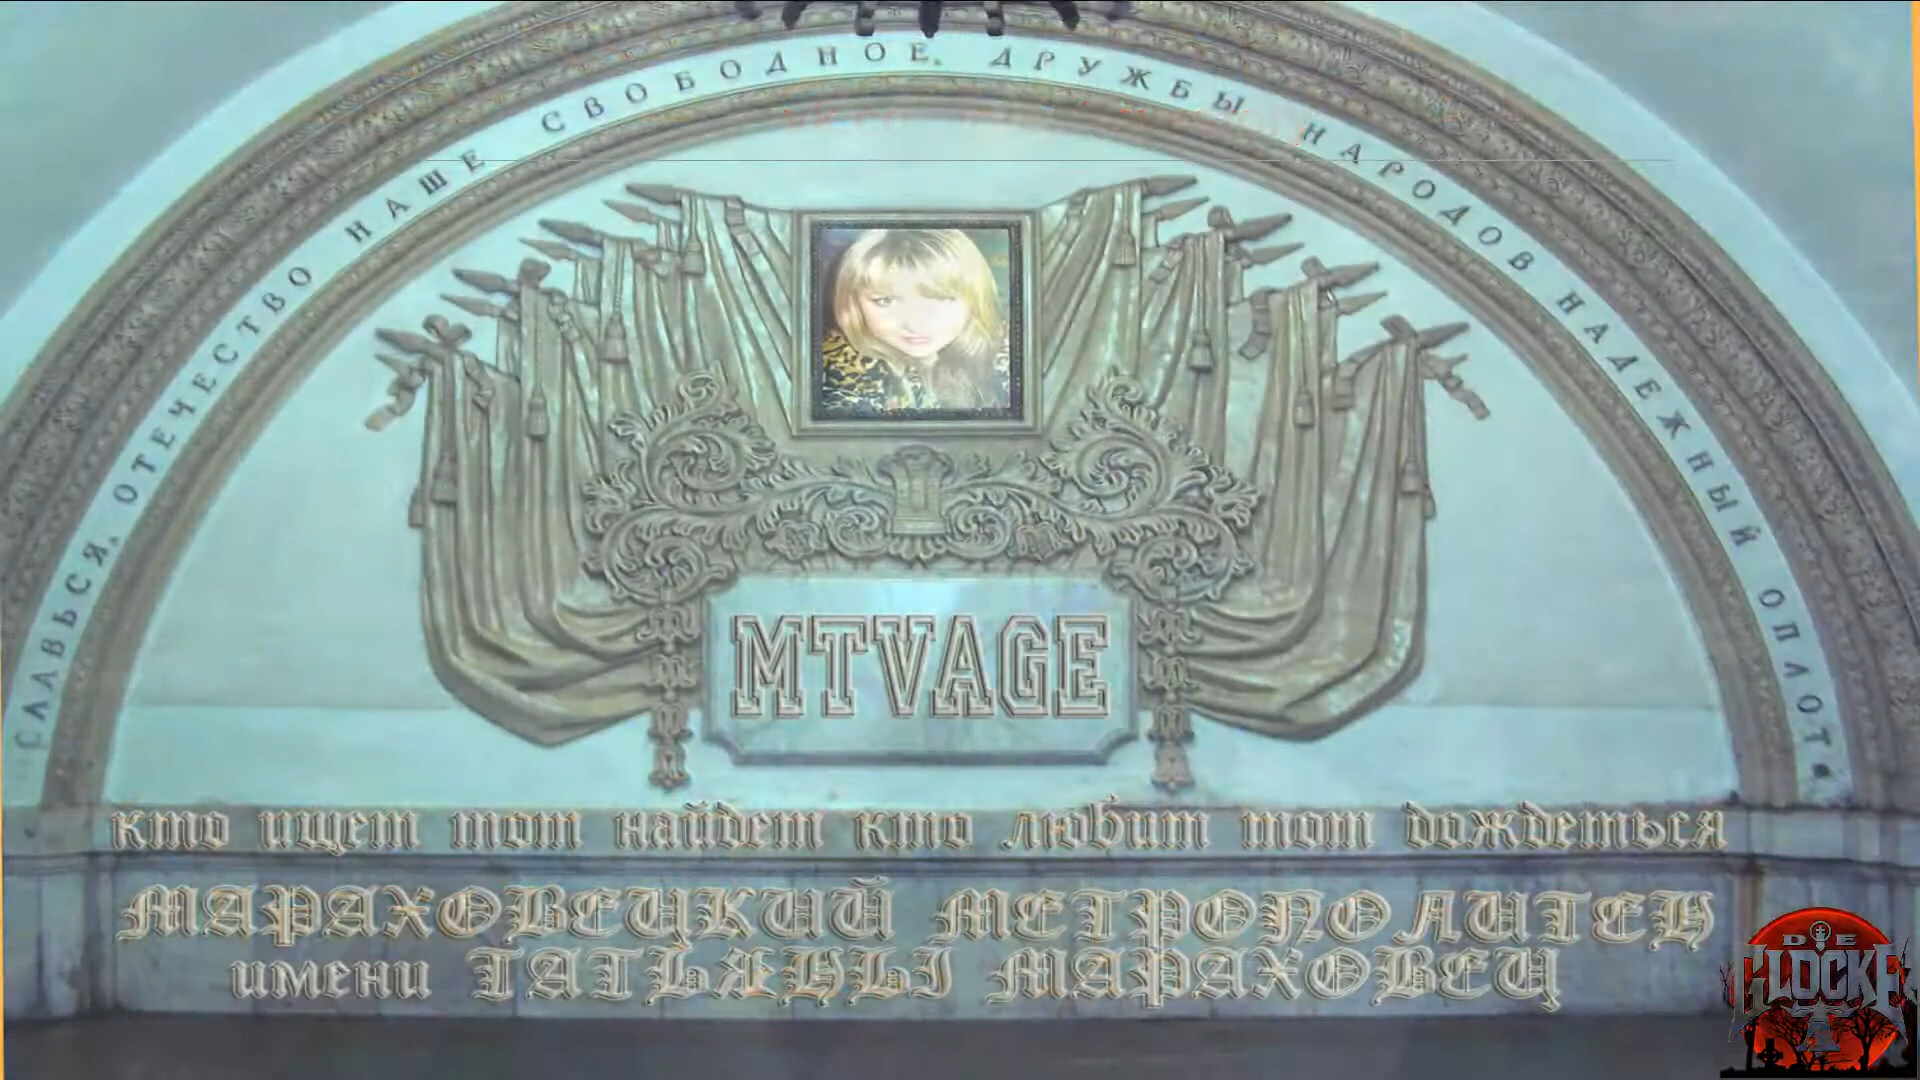 СЛАВЬСЯ, ОТЕЧЕСТВО НАШЕ СВОБОДНОЕ, ДРУЖБЫ НАРОДОВ НАДЕЖНЫЙ ОПЛОТ
MTVAGE
кто ищет тот найдет кто любит тот дождеться
МАРАХОВЕЦКИЙ МЕТРОПОЛИТЕН
имени ТАТЬЯНЫ МАРАХОВЕЦ
DIE
GLOCKE